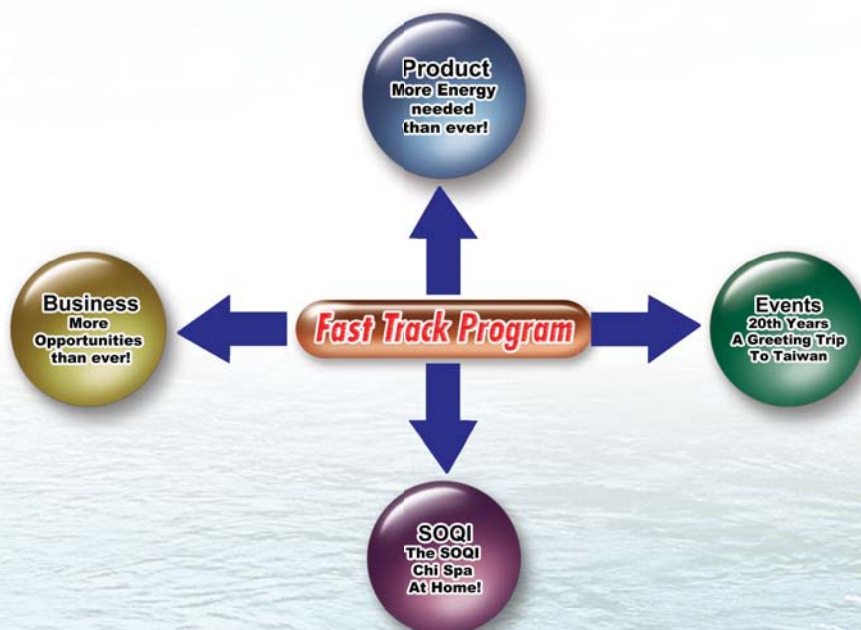 Product
More Energy
needed
than ever!
Business
More
Opportunities
than ever!
Fast Track Program
Events
20th Years
A Greeting Trip
To Taiwan
SOQI
The SOQI
Chi Spa
At Home!